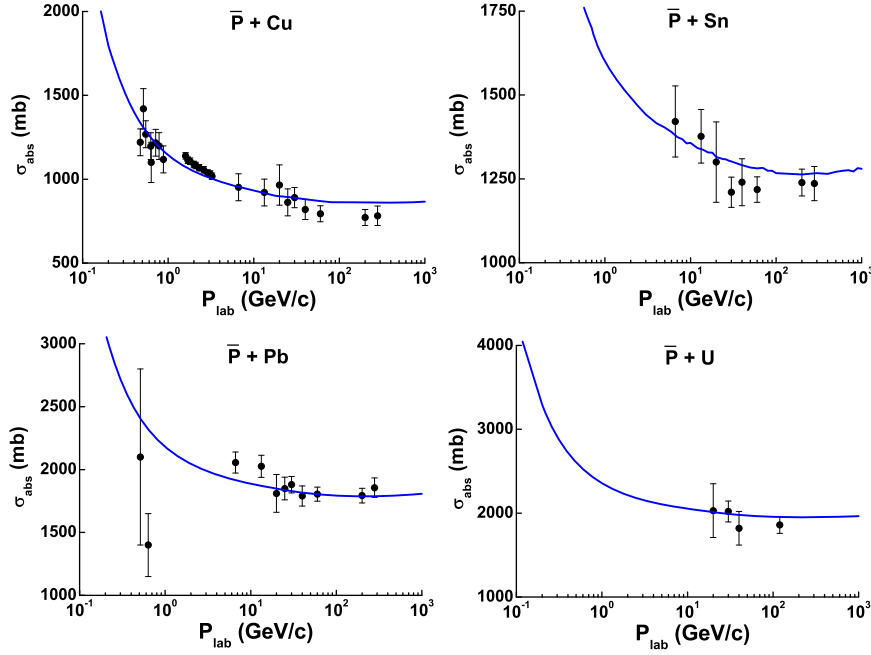 P̄ + Cu
2000
1500
1000
500
σabs (mb)
10⁻¹ 10⁰ 10¹ 10² 10³
Plab (GeV/c)
P̄ + Sn
1750
1500
1250
1000
σabs (mb)
10⁻¹ 10⁰ 10¹ 10² 10³
Plab (GeV/c)
P̄ + Pb
3000
2500
2000
1500
1000
σabs (mb)
10⁻¹ 10⁰ 10¹ 10² 10³
Plab (GeV/c)
P̄ + U
4000
3000
2000
1000
σabs (mb)
10⁻¹ 10⁰ 10¹ 10² 10³
Plab (GeV/c)